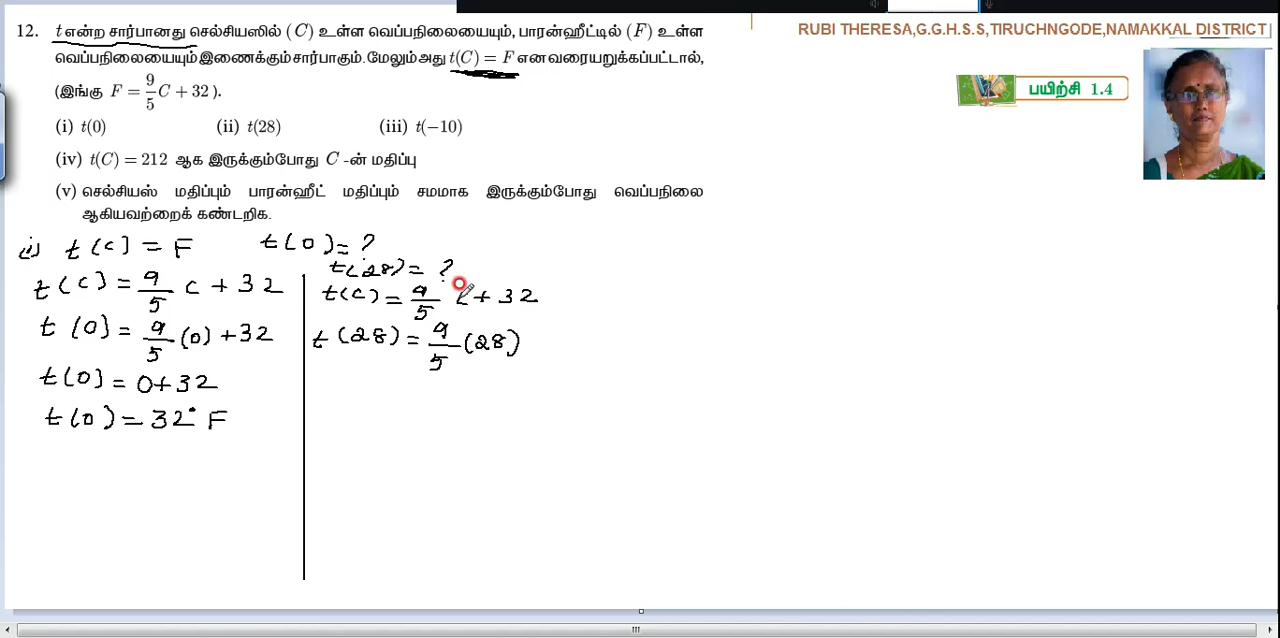 12. t என்ற சார்பானது செல்சியஸில் (C) உள்ள வெப்பநிலையையும், பாரன்ஹீட்டில் (F) உள்ள
வெப்பநிலையையும் இணைக்கும் சார்பாகும். மேலும் அது t(C) = F என வரையறுக்கப்பட்டால்,
(இங்கு F = 9/5 C + 32 ).
(i) t(0) (ii) t(28) (iii) t(−10)
(iv) t(C) = 212 ஆக இருக்கும்போது C -ன் மதிப்பு
(v) செல்சியஸ் மதிப்பும் பாரன்ஹீட் மதிப்பும் சமமாக இருக்கும்போது வெப்பநிலை
ஆகியவற்றைக் கண்டறிக.
RUBI THERESA,G.G.H.S.S,TIRUCHNGODE,NAMAKKAL DISTRICT
பயிற்சி 1.4
t(C) = F t(0) = ?
t(C) = 9/5 C + 32
t(0) = 9/5 (0) + 32
t(0) = 0+32
t(0) = 32° F
t(28) = ?
t(C) = 9/5 C + 32
t(28) = 9/5 (28)